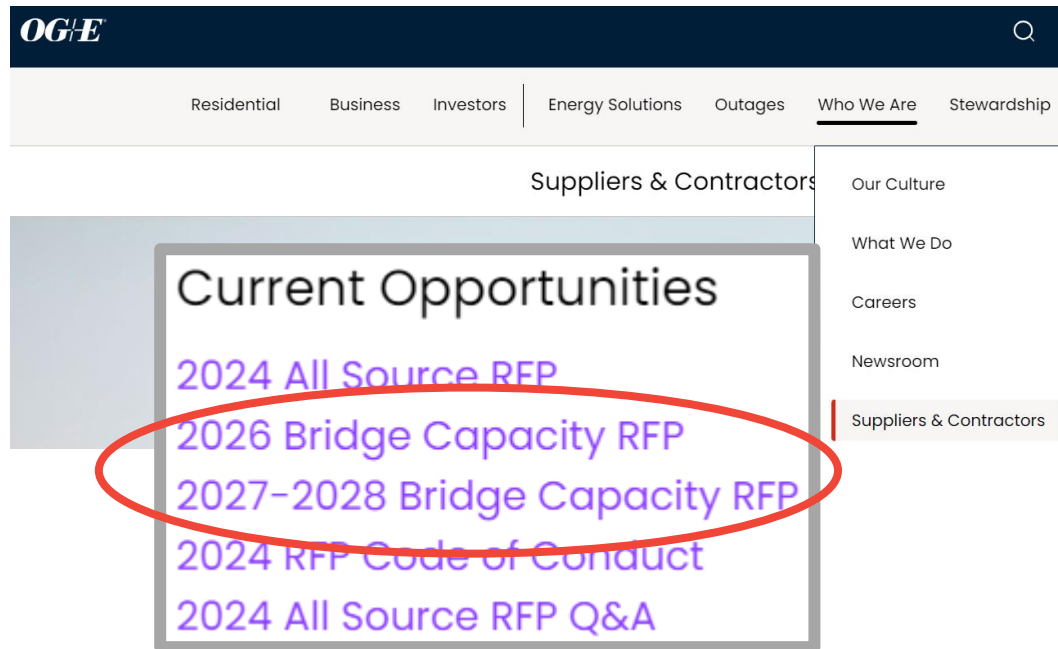 OG+E
Residential Business Investors Energy Solutions Outages Who We Are Stewardship
Suppliers & Contractors
Our Culture
What We Do
Careers
Newsroom
Suppliers & Contractors
Current Opportunities
2024 All Source RFP
2026 Bridge Capacity RFP
2027-2028 Bridge Capacity RFP
2024 RFP Code of Conduct
2024 All Source RFP Q&A